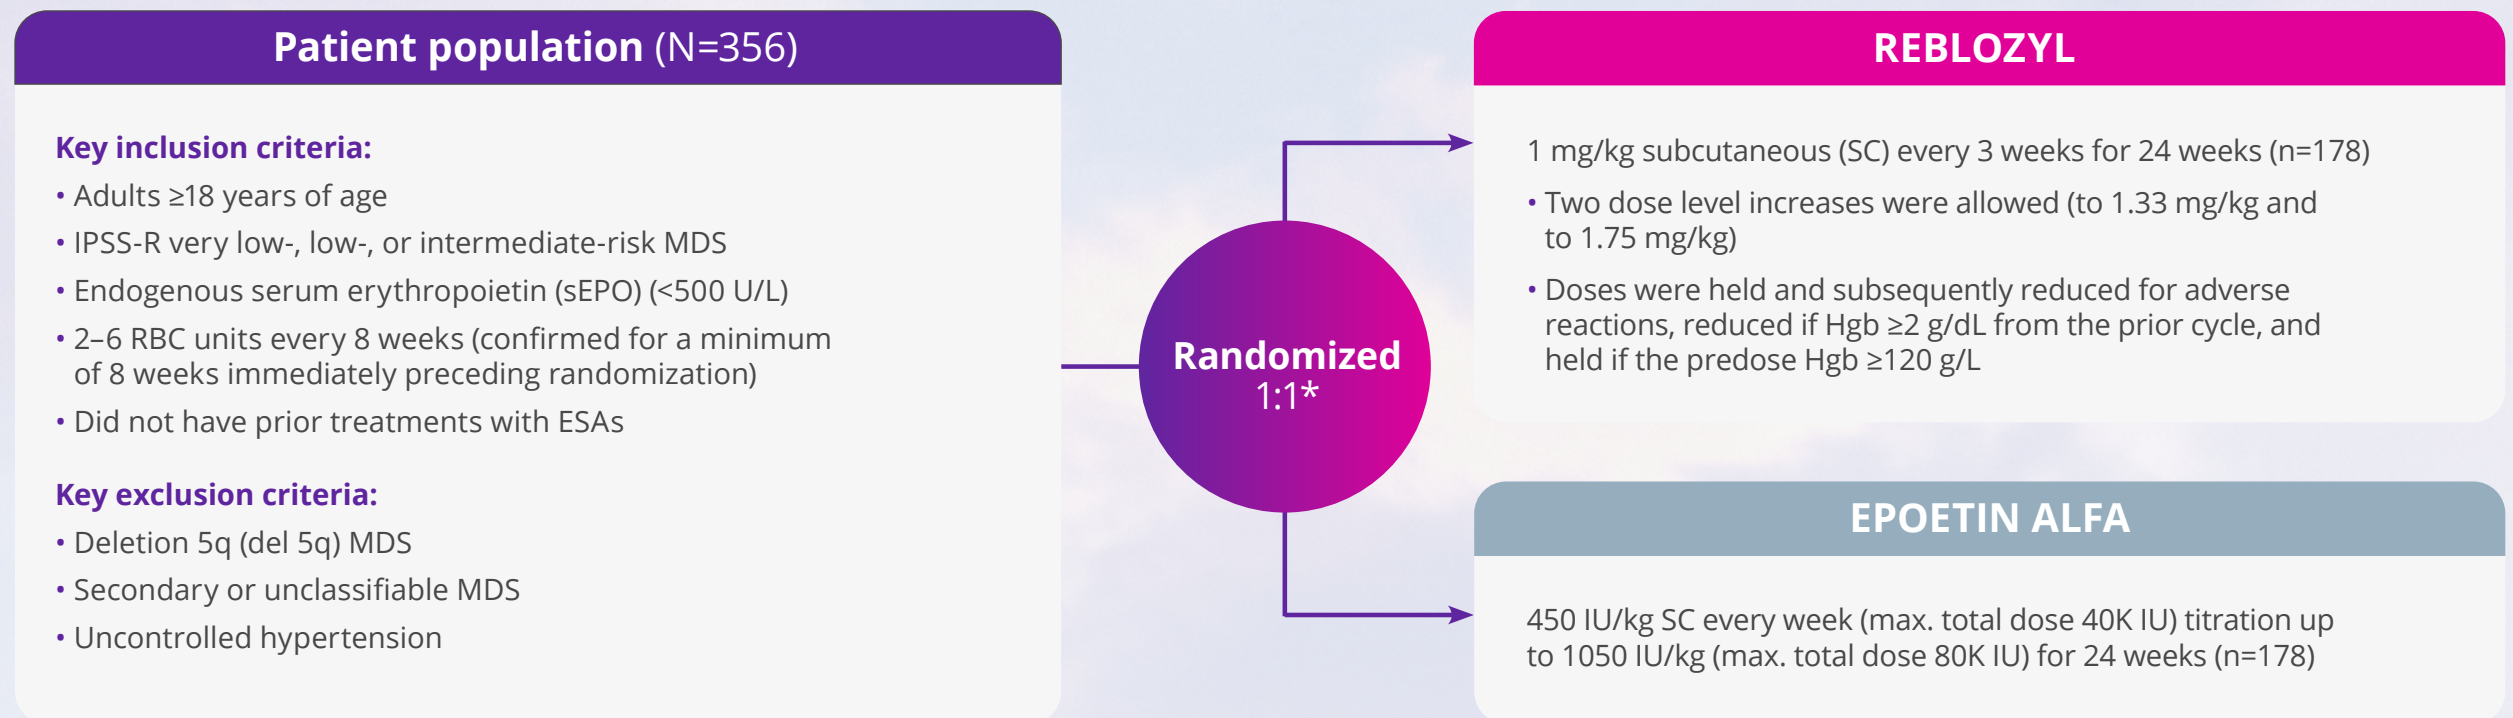 Patient population (N=356)
Key inclusion criteria:
• Adults ≥18 years of age
• IPSS-R very low-, low-, or intermediate-risk MDS
• Endogenous serum erythropoietin (sEPO) (<500 U/L)
• 2–6 RBC units every 8 weeks (confirmed for a minimum
of 8 weeks immediately preceding randomization)
• Did not have prior treatments with ESAs
Key exclusion criteria:
• Deletion 5q (del 5q) MDS
• Secondary or unclassifiable MDS
• Uncontrolled hypertension
Randomized
1:1*
REBLOZYL
1 mg/kg subcutaneous (SC) every 3 weeks for 24 weeks (n=178)
• Two dose level increases were allowed (to 1.33 mg/kg and
to 1.75 mg/kg)
• Doses were held and subsequently reduced for adverse
reactions, reduced if Hgb ≥2 g/dL from the prior cycle, and
held if the predose Hgb ≥120 g/L
EPOETIN ALFA
450 IU/kg SC every week (max. total dose 40K IU) titration up
to 1050 IU/kg (max. total dose 80K IU) for 24 weeks (n=178)